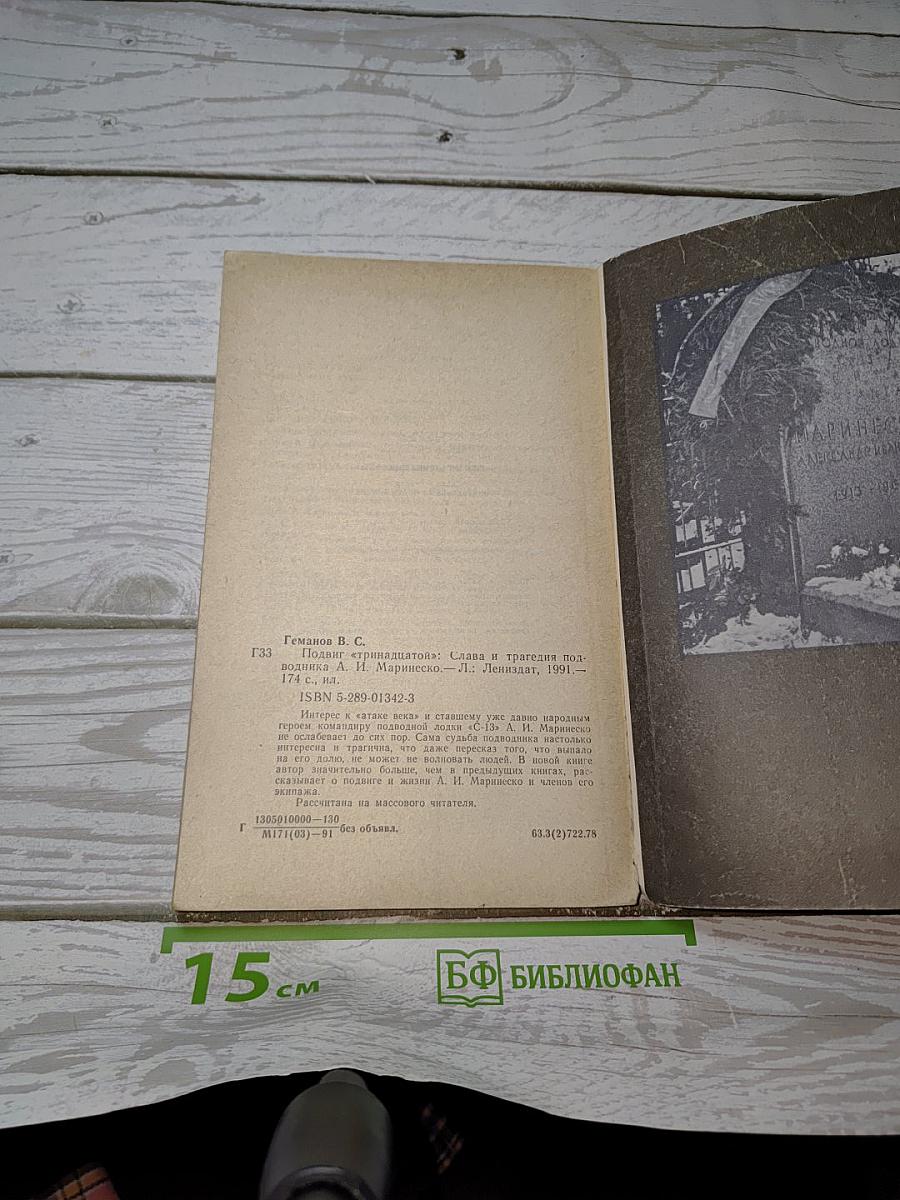 Геманов В. С.
Г33 Подвиг «тринадцатой»: Слава и трагедия под-
водника А. И. Маринеско.— Л.: Лениздат, 1991.—
174 с., ил.
ISBN 5-289-01342-3
Интерес к «атаке века» и ставшему уже давно народным
героем командиру подводной лодки «С-13» А. И. Маринеско
не ослабевает до сих пор. Сама судьба подводника настолько
интересна и трагична, что даже пересказ того, что выпало
на его долю, не может не волновать людей. В новой книге
автор значительно больше, чем в предыдущих книгах, рас-
сказывает о подвиге и жизни А. И. Маринеско и членов его
экипажа.
Рассчитана на массового читателя.
Г 1305010000—130
М171(03)—91 без объявл. 63.3(2)722.78
15 см
БФ БИБЛИОФАН